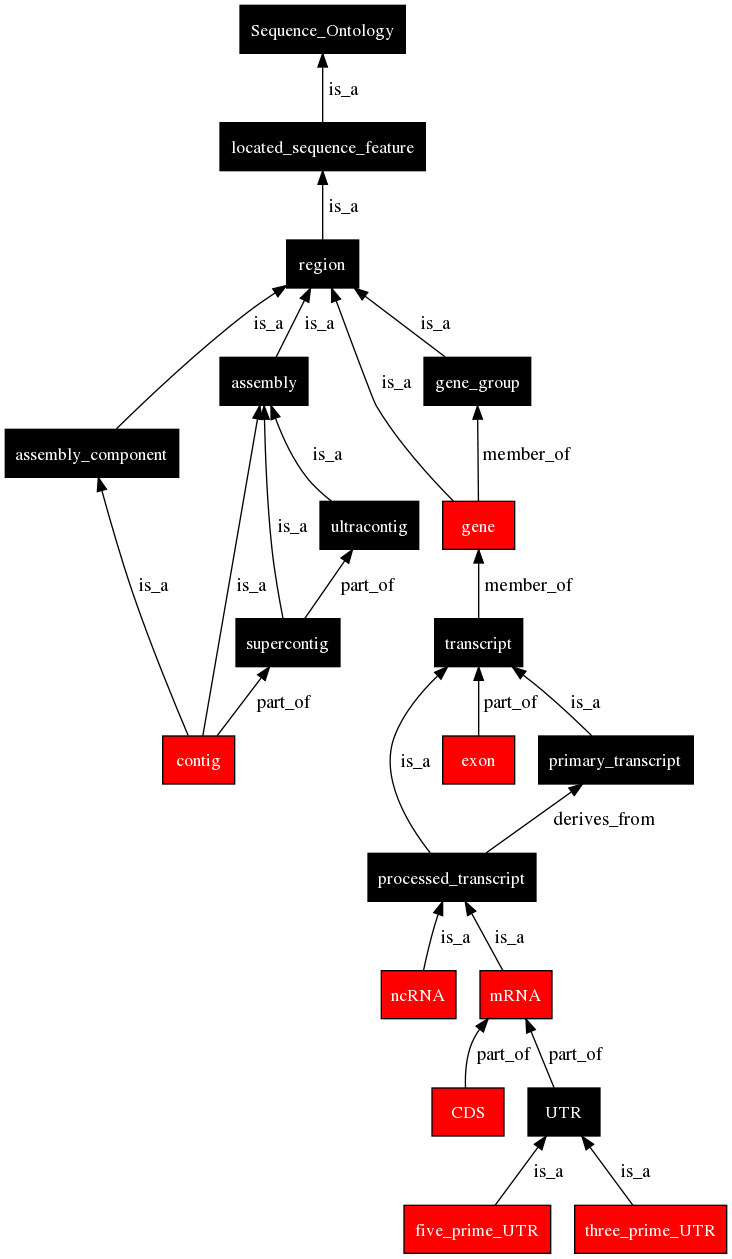 Sequence_Ontology
is_a
located_sequence_feature
is_a
region
is_a is_a is_a
assembly gene_group
is_a
assembly_component is_a member_of
ultracontig gene
is_a
is_a is_a part_of member_of
supercontig transcript
part_of part_of is_a
contig exon primary_transcript
is_a
derives_from
processed_transcript
is_a is_a
ncRNA mRNA
part_of part_of
CDS UTR
is_a is_a
five_prime_UTR three_prime_UTR